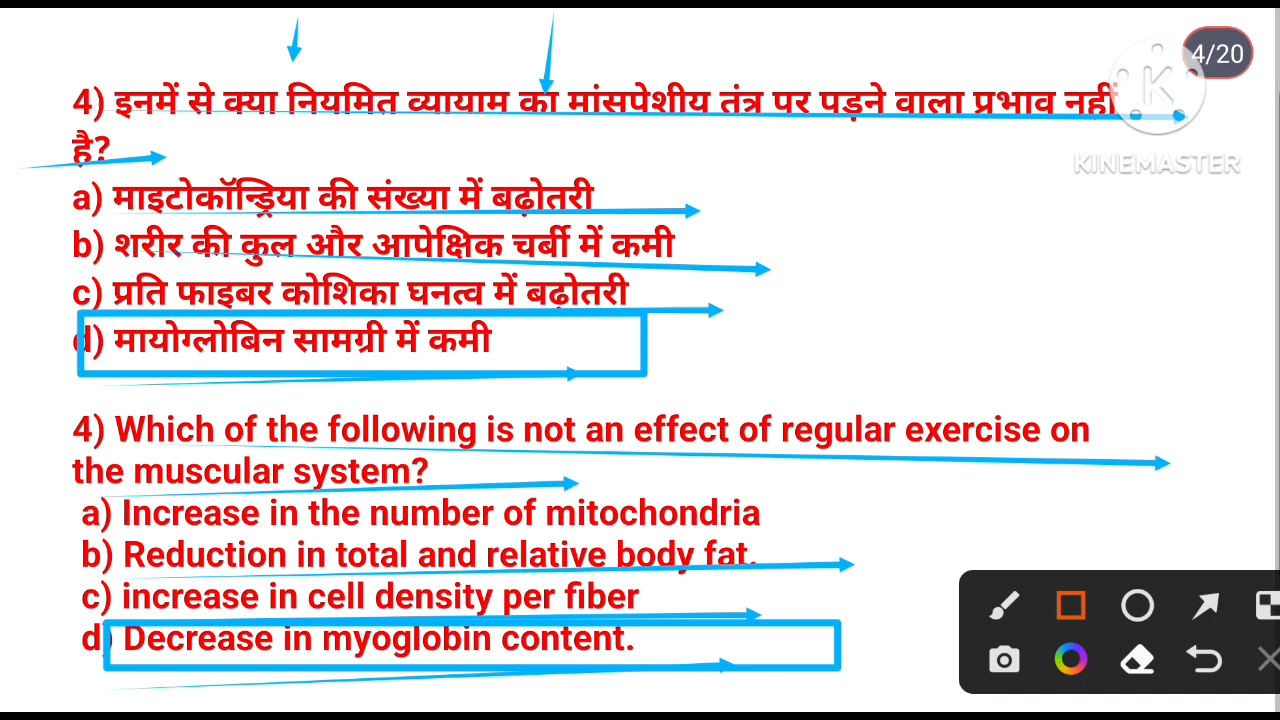 4/20
4) इनमें से क्या नियमित व्यायाम का मांसपेशीय तंत्र पर पड़ने वाला प्रभाव नहीं
है?
KINEMASTER
a) माइटोकॉन्ड्रिया की संख्या में बढ़ोतरी
b) शरीर की कुल और आपेक्षिक चर्बी में कमी
c) प्रति फाइबर कोशिका घनत्व में बढ़ोतरी
d) मायोग्लोबिन सामग्री में कमी
4) Which of the following is not an effect of regular exercise on
the muscular system?
a) Increase in the number of mitochondria
b) Reduction in total and relative body fat.
c) increase in cell density per fiber
d) Decrease in myoglobin content.